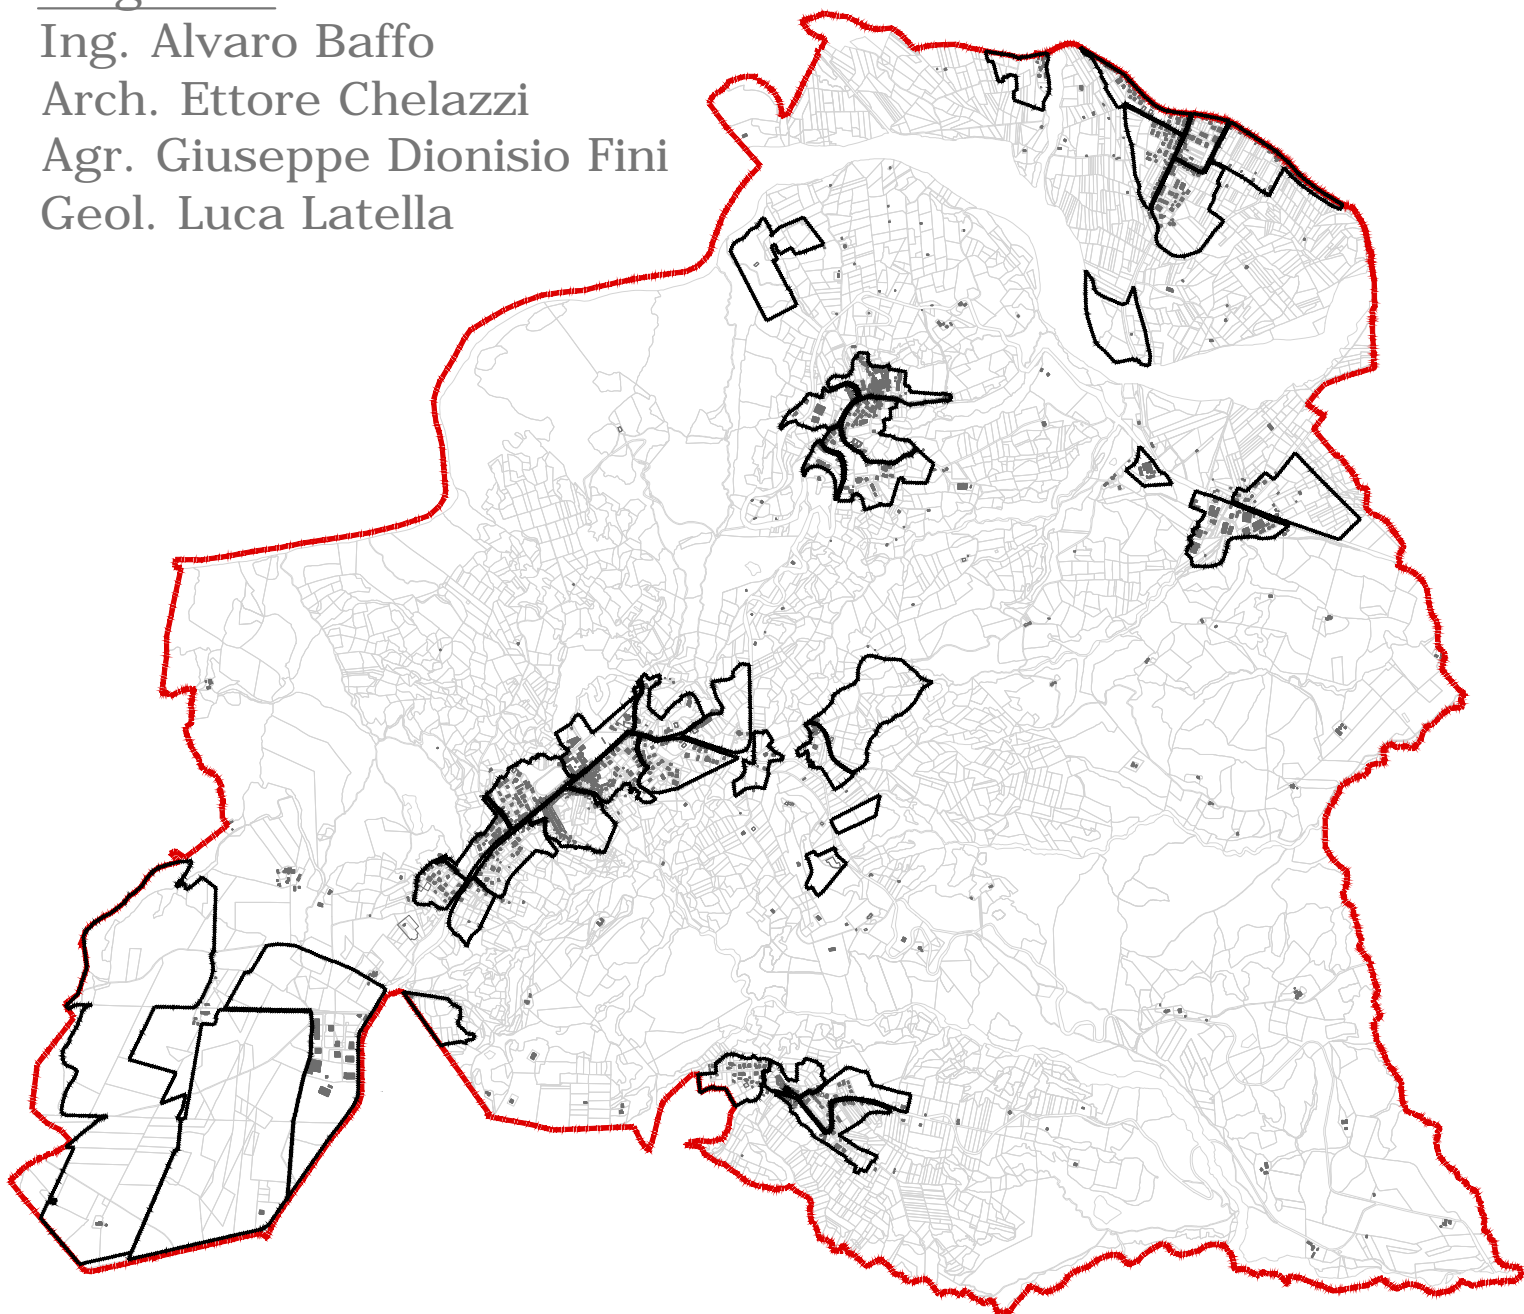 Ing. Alvaro Baffo
Arch. Ettore Chelazzi
Agr. Giuseppe Dionisio Fini
Geol. Luca Latella